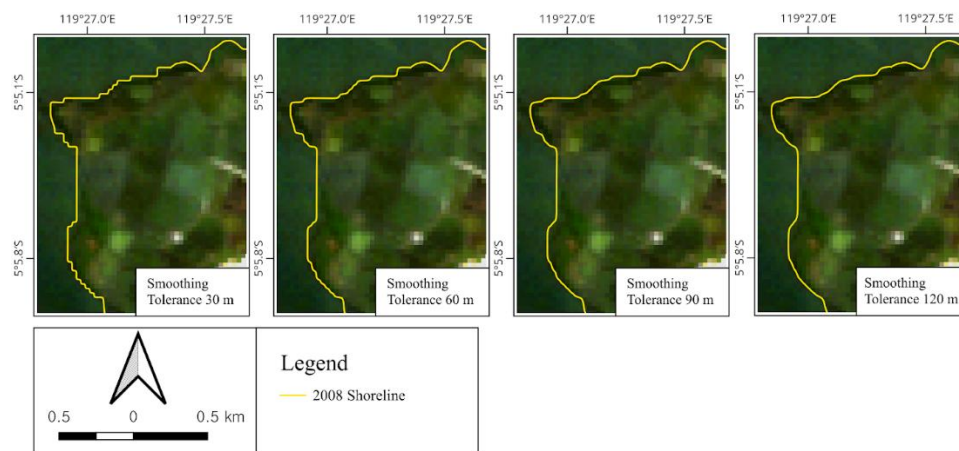 119°27.0'E 119°27.5'E 119°27.0'E 119°27.5'E 119°27.0'E 119°27.5'E 119°27.0'E 119°27.5'E
5°5.1'S 5°5.1'S 5°5.1'S 5°5.1'S
5°5.8'S 5°5.8'S 5°5.8'S 5°5.8'S
Smoothing
Tolerance 30 m
Smoothing
Tolerance 60 m
Smoothing
Tolerance 90 m
Smoothing
Tolerance 120 m
0.5 0 0.5 km
Legend
2008 Shoreline